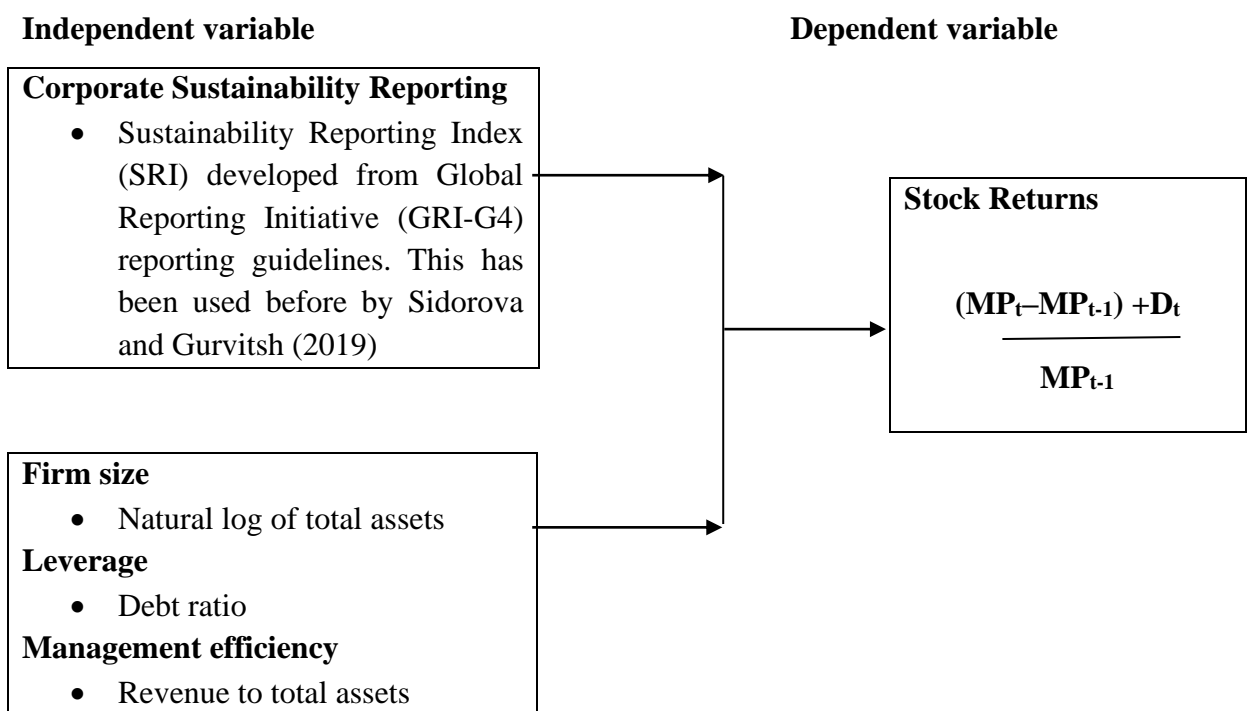 Independent variable
Dependent variable
Corporate Sustainability Reporting
• Sustainability Reporting Index
(SRI) developed from Global
Reporting Initiative (GRI-G4)
reporting guidelines. This has
been used before by Sidorova
and Gurvitsh (2019)
Stock Returns
(MPt–MPt-1) +Dt
MPt-1
Firm size
• Natural log of total assets
Leverage
• Debt ratio
Management efficiency
• Revenue to total assets